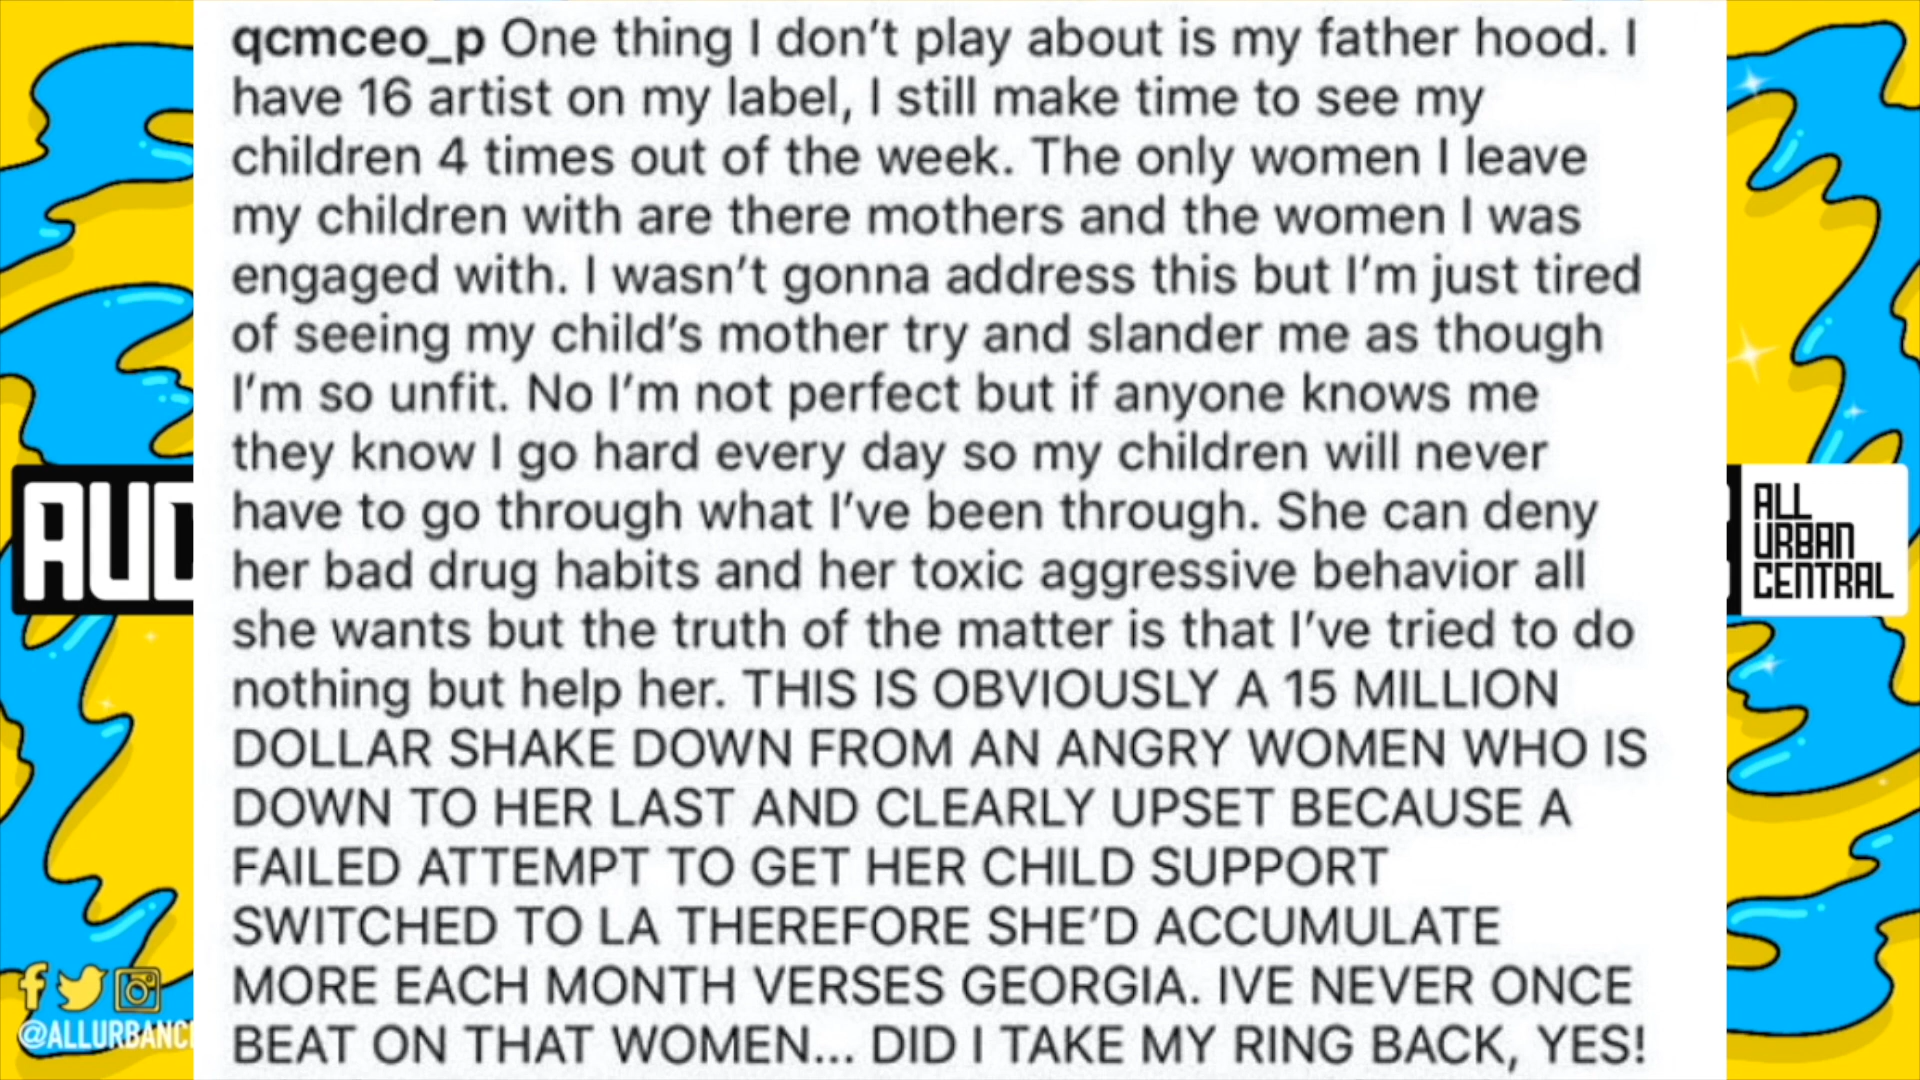 qcmceo_p One thing I don't play about is my father hood. I
have 16 artist on my label, I still make time to see my
children 4 times out of the week. The only women I leave
my children with are there mothers and the women I was
engaged with. I wasn't gonna address this but I'm just tired
of seeing my child's mother try and slander me as though
I'm so unfit. No I'm not perfect but if anyone knows me
they know I go hard every day so my children will never
have to go through what I've been through. She can deny
her bad drug habits and her toxic aggressive behavior all
she wants but the truth of the matter is that I've tried to do
nothing but help her. THIS IS OBVIOUSLY A 15 MILLION
DOLLAR SHAKE DOWN FROM AN ANGRY WOMEN WHO IS
DOWN TO HER LAST AND CLEARLY UPSET BECAUSE A
FAILED ATTEMPT TO GET HER CHILD SUPPORT
SWITCHED TO LA THEREFORE SHE'D ACCUMULATE
MORE EACH MONTH VERSES GEORGIA. IVE NEVER ONCE
BEAT ON THAT WOMEN... DID I TAKE MY RING BACK, YES!
AUD
ALL
URBAN
CENTRAL
@ALLURBANC